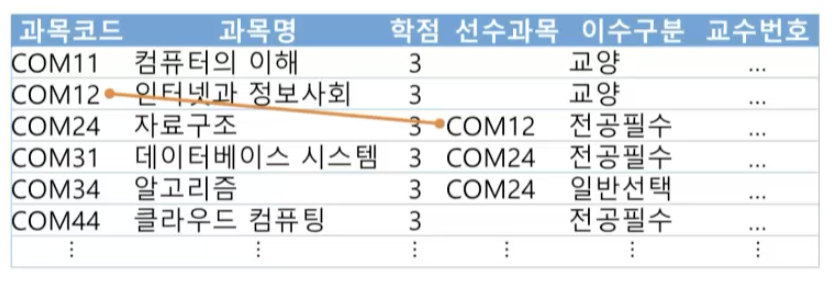 과목코드 과목명 학점 선수과목 이수구분 교수번호
COM11 컴퓨터의 이해 3 교양 ...
COM12 인터넷과 정보사회 3 교양 ...
COM24 자료구조 3 COM12 전공필수 ...
COM31 데이터베이스 시스템 3 COM24 전공필수 ...
COM34 알고리즘 3 COM24 일반선택 ...
COM44 클라우드 컴퓨팅 3 전공필수 ...
⋮ ⋮ ⋮ ⋮ ⋮ ⋮